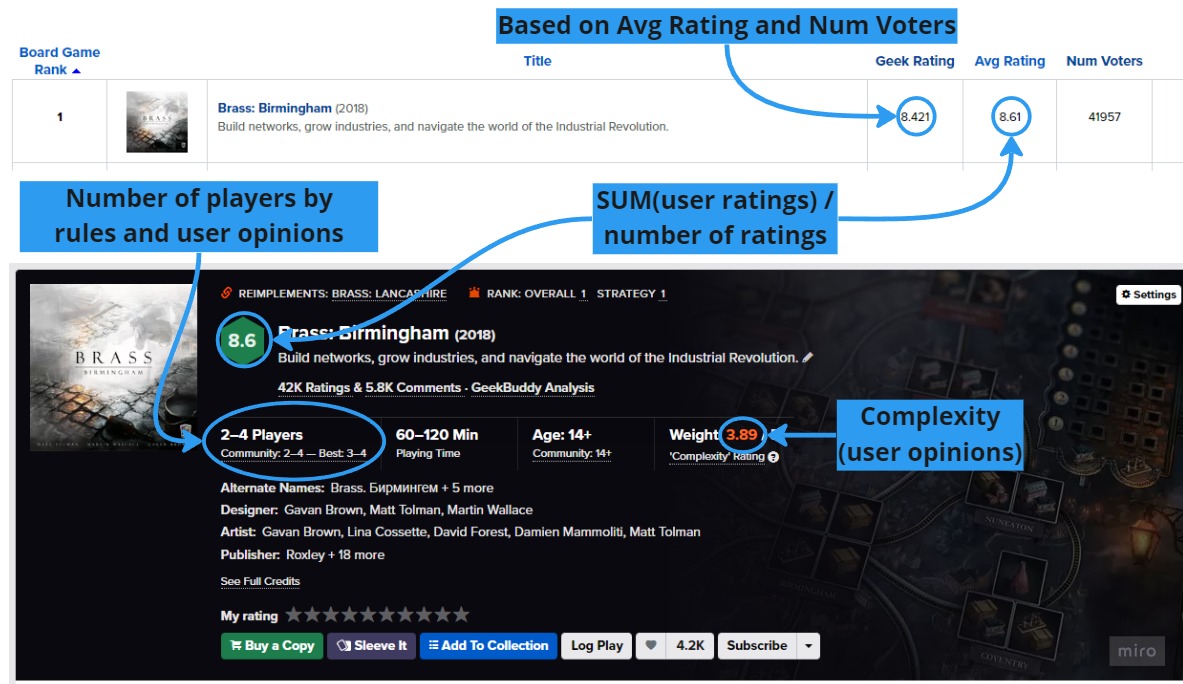 Based on Avg Rating and Num Voters
Board Game
Rank
Title
Geek Rating
Avg Rating
Num Voters
1
BRASS
Brass: Birmingham (2018)
Build networks, grow industries, and navigate the world of the Industrial Revolution.
8.421
8.61
41957
Number of players by
rules and user opinions
SUM(user ratings) /
number of ratings
REIMPLEMENTS: BRASS: LANCASHIRE
RANK: OVERALL 1 STRATEGY 1
Settings
8.6
Brass: Birmingham (2018)
Build networks, grow industries, and navigate the world of the Industrial Revolution.
42K Ratings & 5.8K Comments · GeekBuddy Analysis
BRASS
BIRMINGHAM
2–4 Players
Community: 2–4 — Best: 3–4
60–120 Min
Playing Time
Age: 14+
Community: 14+
Weight: 3.89 /
'Complexity' Rating
Complexity
(user opinions)
Alternate Names: Brass. Бирмингем + 5 more
Designer: Gavan Brown, Matt Tolman, Martin Wallace
Artist: Gavan Brown, Lina Cossette, David Forest, Damien Mammoliti, Matt Tolman
Publisher: Roxley + 18 more
See Full Credits
My rating
Buy a Copy
Sleeve It
Add To Collection
Log Play
4.2K
Subscribe
NUNEATON
BIRMINGHAM
COVENTRY
miro